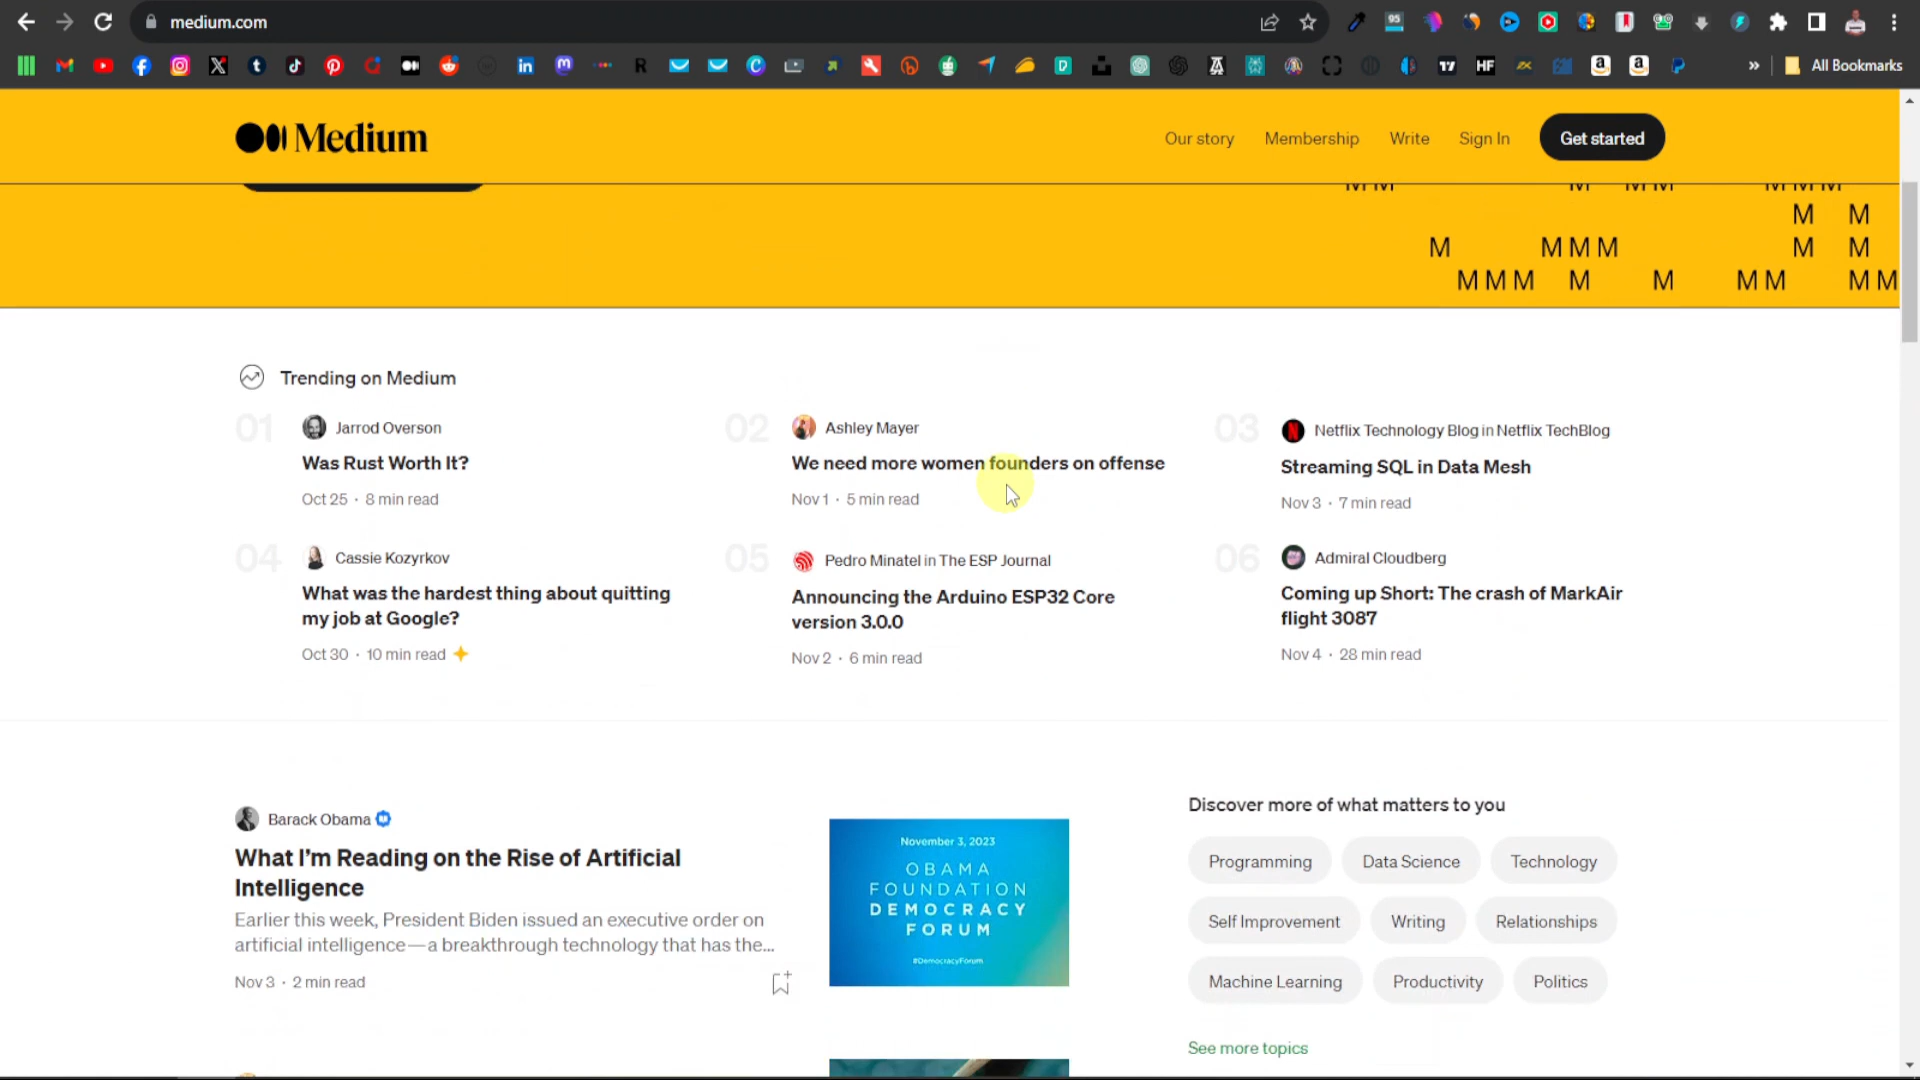 medium.com
95
All Bookmarks
Medium
Our story
Membership
Write
Sign In
Get started
M M M M M M M M
M M
M M M M M M
M M M M M M M M M
Trending on Medium
01
Jarrod Overson
Was Rust Worth It?
Oct 25 · 8 min read
02
Ashley Mayer
We need more women founders on offense
Nov 1 · 5 min read
03
Netflix Technology Blog in Netflix TechBlog
Streaming SQL in Data Mesh
Nov 3 · 7 min read
04
Cassie Kozyrkov
What was the hardest thing about quitting
my job at Google?
Oct 30 · 10 min read
05
Pedro Minatel in The ESP Journal
Announcing the Arduino ESP32 Core
version 3.0.0
Nov 2 · 6 min read
06
Admiral Cloudberg
Coming up Short: The crash of MarkAir
flight 3087
Nov 4 · 28 min read
Barack Obama
What I'm Reading on the Rise of Artificial
Intelligence
Earlier this week, President Biden issued an executive order on
artificial intelligence—a breakthrough technology that has the...
Nov 3 · 2 min read
November 3, 2023
OBAMA
FOUNDATION
DEMOCRACY
FORUM
#DemocracyForum
Discover more of what matters to you
Programming
Data Science
Technology
Self Improvement
Writing
Relationships
Machine Learning
Productivity
Politics
See more topics